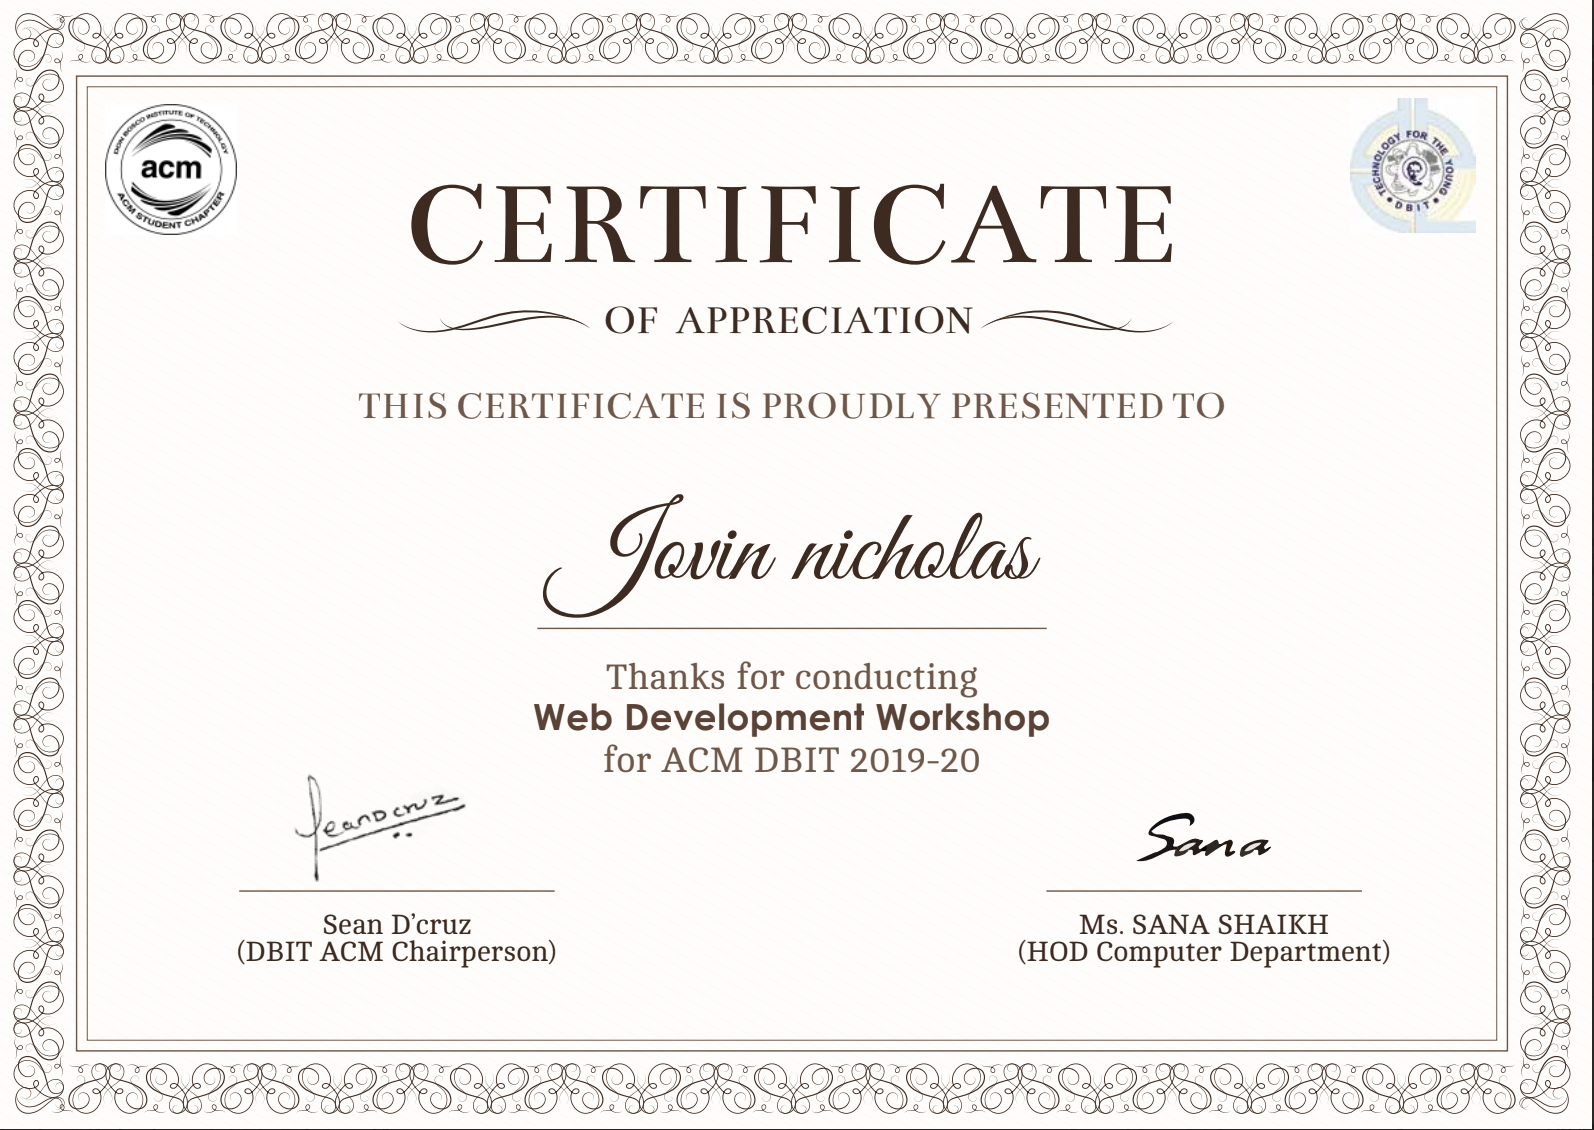 DON BOSCO INSTITUTE OF TECHNOLOGY
acm
ACM STUDENT CHAPTER
TECHNOLOGY FOR THE YOUNG
• DBIT •
CERTIFICATE
OF APPRECIATION
THIS CERTIFICATE IS PROUDLY PRESENTED TO
Jovin nicholas
Thanks for conducting
Web Development Workshop
for ACM DBIT 2019-20
SeanDcruz
Sana
Sean D’cruz
(DBIT ACM Chairperson)
Ms. SANA SHAIKH
(HOD Computer Department)